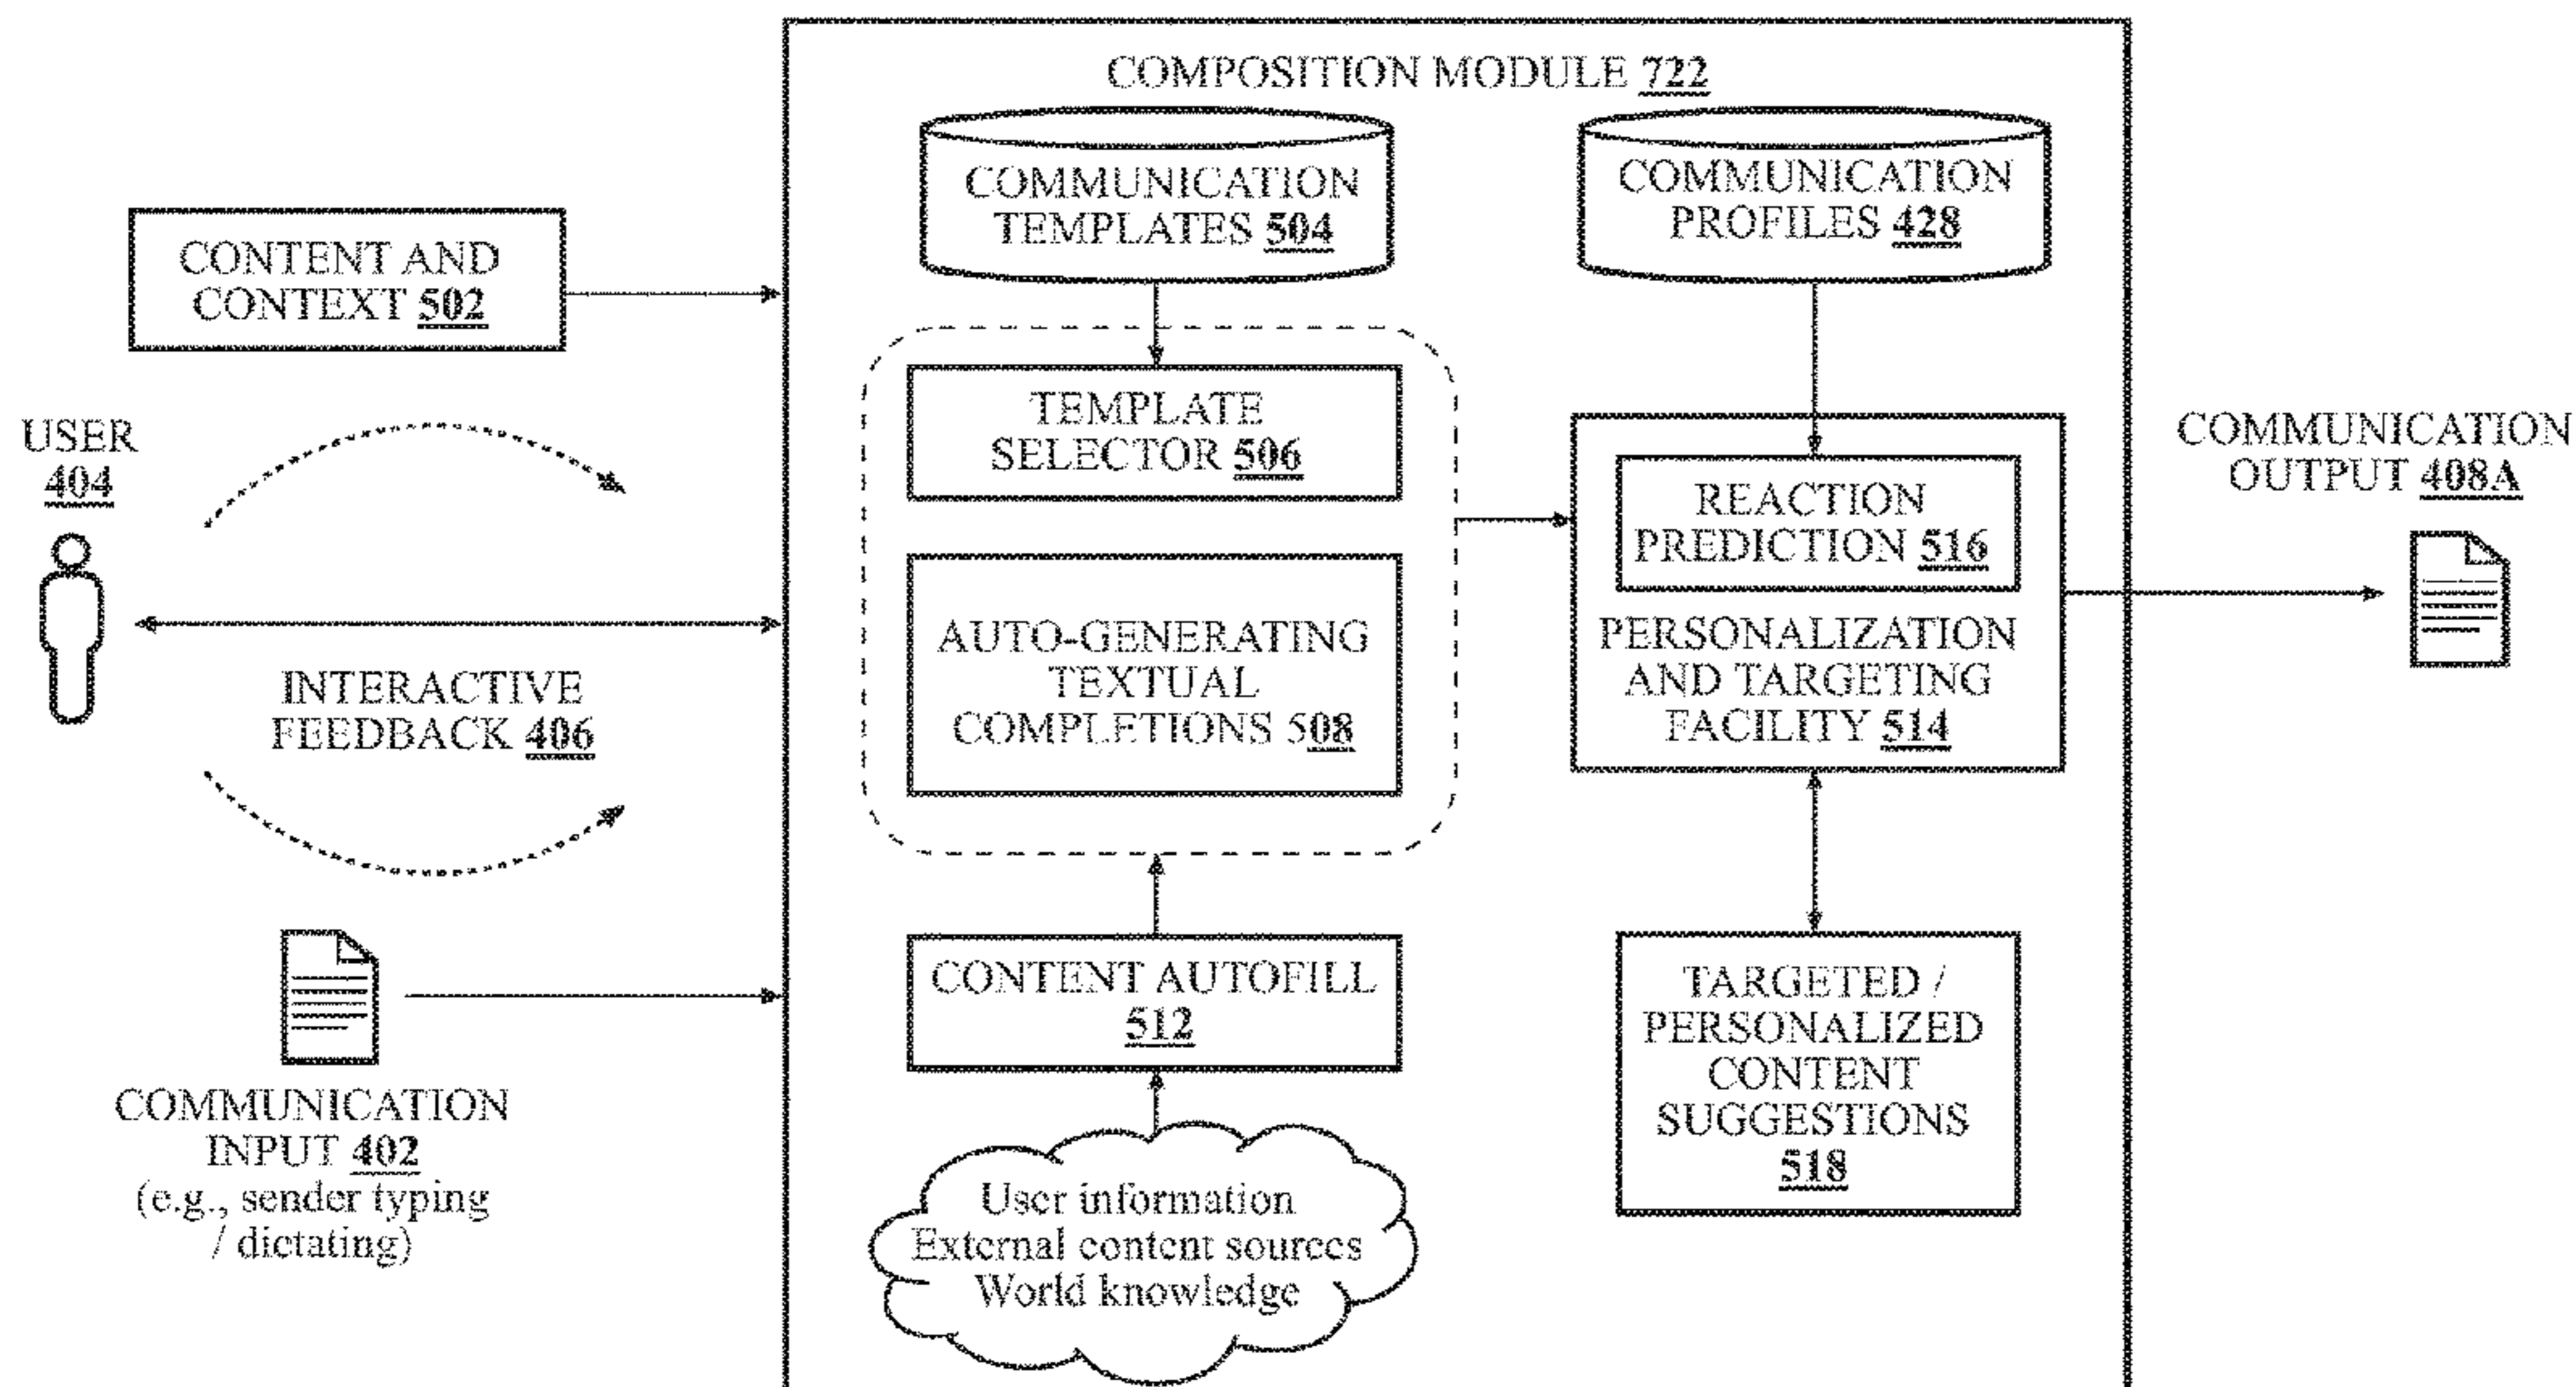 COMPOSITION MODULE 722
COMMUNICATION
TEMPLATES 504
COMMUNICATION
PROFILES 428
CONTENT AND
CONTEXT 502
TEMPLATE
SELECTOR 506
USER
404
COMMUNICATION
OUTPUT 408A
REACTION
PREDICTION 516
AUTO-GENERATING
TEXTUAL
COMPLETIONS 508
PERSONALIZATION
AND TARGETING
FACILITY 514
INTERACTIVE
FEEDBACK 406
CONTENT AUTOFILL
512
TARGETED /
PERSONALIZED
CONTENT
SUGGESTIONS
518
COMMUNICATION
INPUT 402
(e.g., sender typing
/ dictating)
User information
External content sources
World knowledge